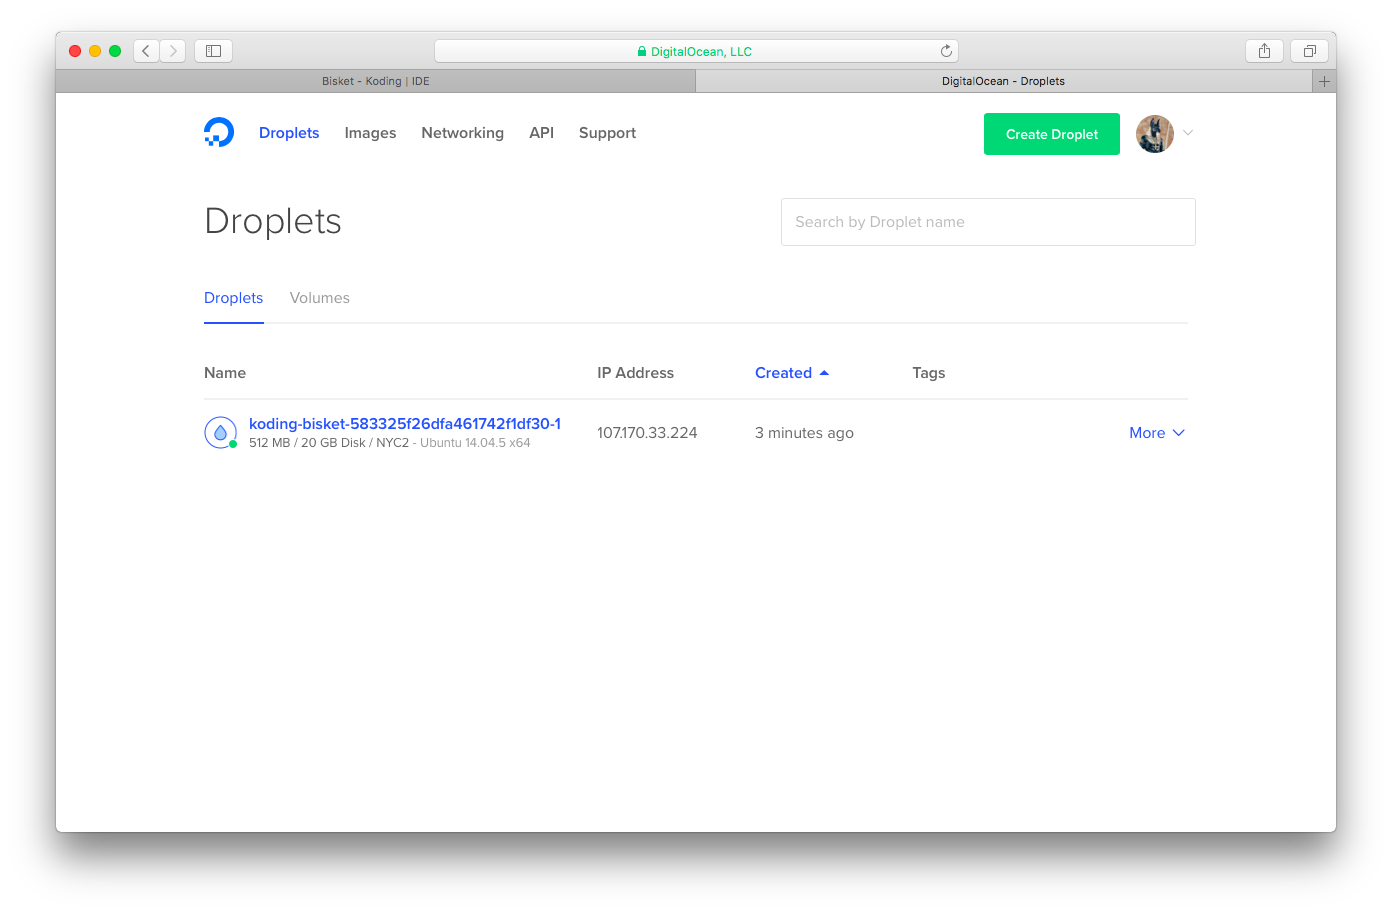 DigitalOcean, LLC
Bisket - Koding | IDE
DigitalOcean - Droplets
Droplets Images Networking API Support Create Droplet
Droplets
Search by Droplet name
Droplets Volumes
Name IP Address Created Tags
koding-bisket-583325f26dfa461742f1df30-1
512 MB / 20 GB Disk / NYC2 - Ubuntu 14.04.5 x64
107.170.33.224 3 minutes ago More